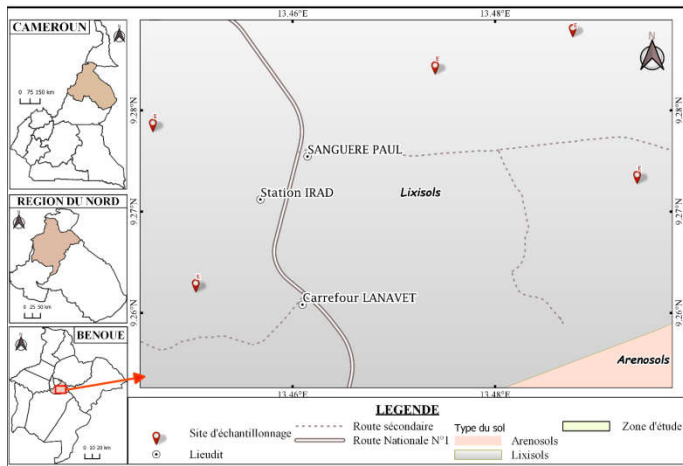 CAMEROUN
N
0 75 150 km
REGION DU NORD
0 25 50 km
BENOUE
0 10 20 km
13.46°E
13.48°E
9.28°N
9.27°N
9.26°N
9.28°N
9.27°N
9.26°N
13.46°E
13.48°E
N
SANGUERE PAUL
Station IRAD
Lixisols
Carrefour LANAVET
Arenosols
LEGENDE
Site d'échantillonnage
Lieudit
Route sécondaire
Route Nationale N°1
Type du sol
Arenosols
Lixisols
Zone d'étude